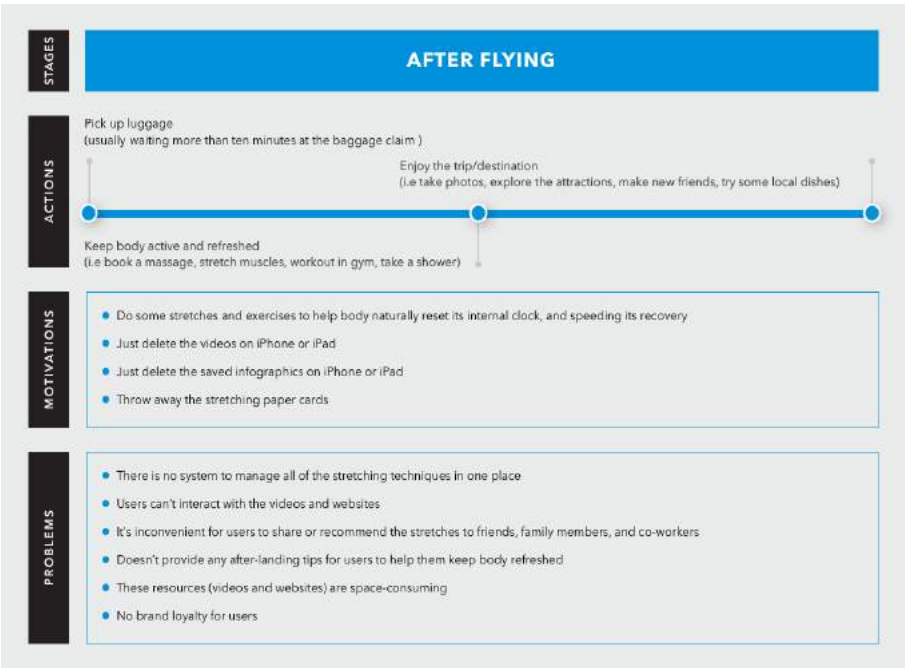 STAGES
AFTER FLYING
ACTIONS
Pick up luggage
(usually waiting more than ten minutes at the baggage claim )
Enjoy the trip/destination
(i.e take photos, explore the attractions, make new friends, try some local dishes)
Keep body active and refreshed
(i.e book a massage, stretch muscles, workout in gym, take a shower)
MOTIVATIONS
Do some stretches and exercises to help body naturally reset its internal clock, and speeding its recovery
Just delete the videos on iPhone or iPad
Just delete the saved infographics on iPhone or iPad
Throw away the stretching paper cards
PROBLEMS
There is no system to manage all of the stretching techniques in one place
Users can't interact with the videos and websites
It's inconvenient for users to share or recommend the stretches to friends, family members, and co-workers
Doesn't provide any after-landing tips for users to help them keep body refreshed
These resources (videos and websites) are space-consuming
No brand loyalty for users